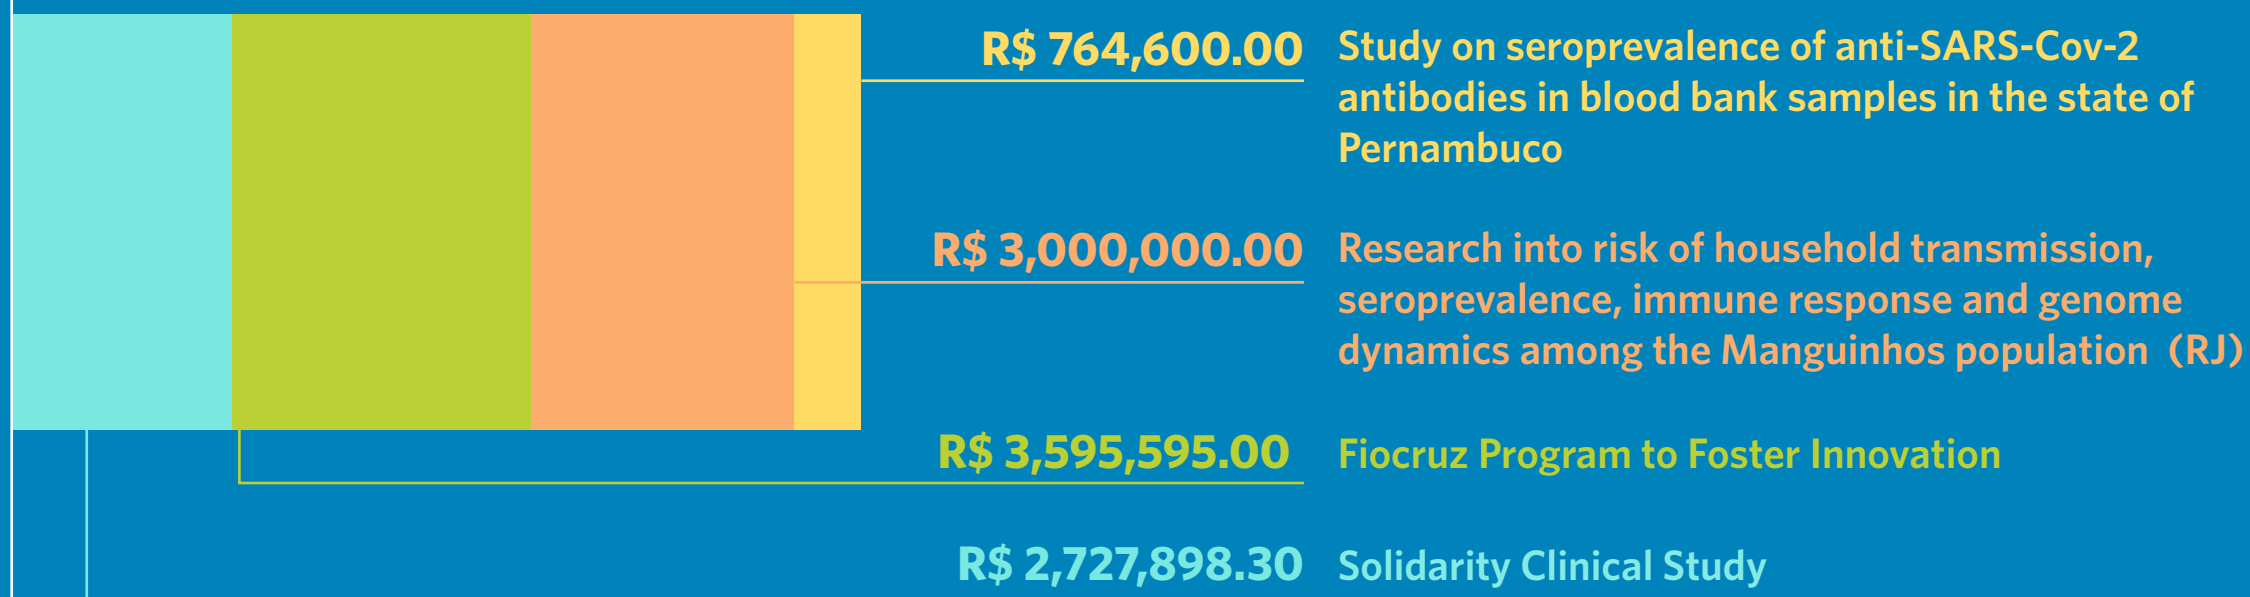 R$ 764,600.00
Study on seroprevalence of anti-SARS-Cov-2
antibodies in blood bank samples in the state of
Pernambuco
R$ 3,000,000.00
Research into risk of household transmission,
seroprevalence, immune response and genome
dynamics among the Manguinhos population (RJ)
R$ 3,595,595.00
Fiocruz Program to Foster Innovation
R$ 2,727,898.30
Solidarity Clinical Study